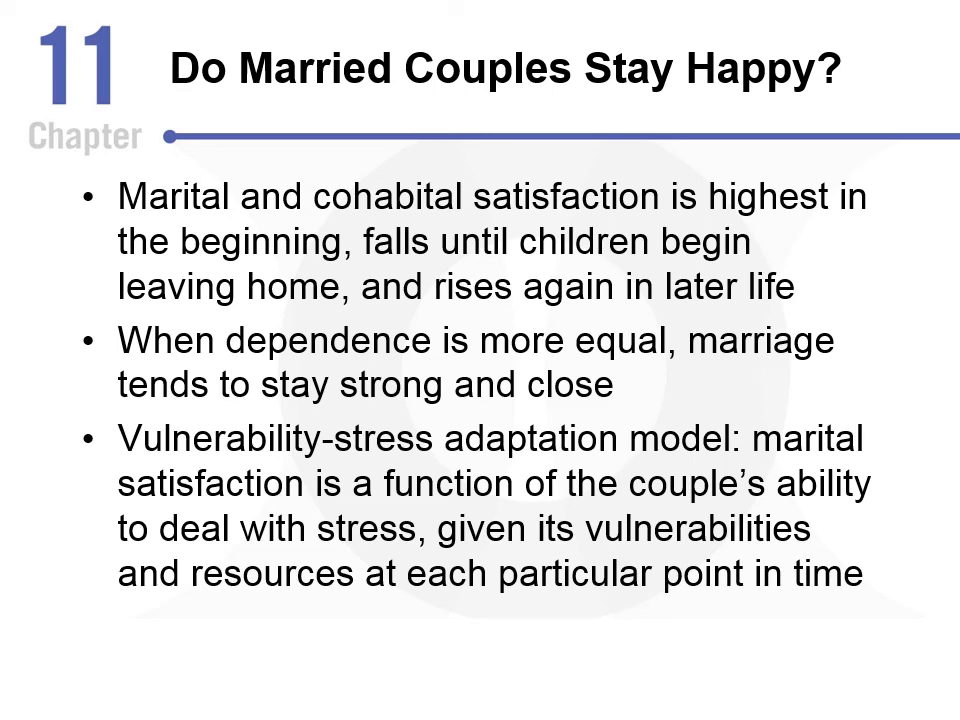 11
Chapter
Do Married Couples Stay Happy?
• Marital and cohabital satisfaction is highest in
the beginning, falls until children begin
leaving home, and rises again in later life
• When dependence is more equal, marriage
tends to stay strong and close
• Vulnerability-stress adaptation model: marital
satisfaction is a function of the couple’s ability
to deal with stress, given its vulnerabilities
and resources at each particular point in time